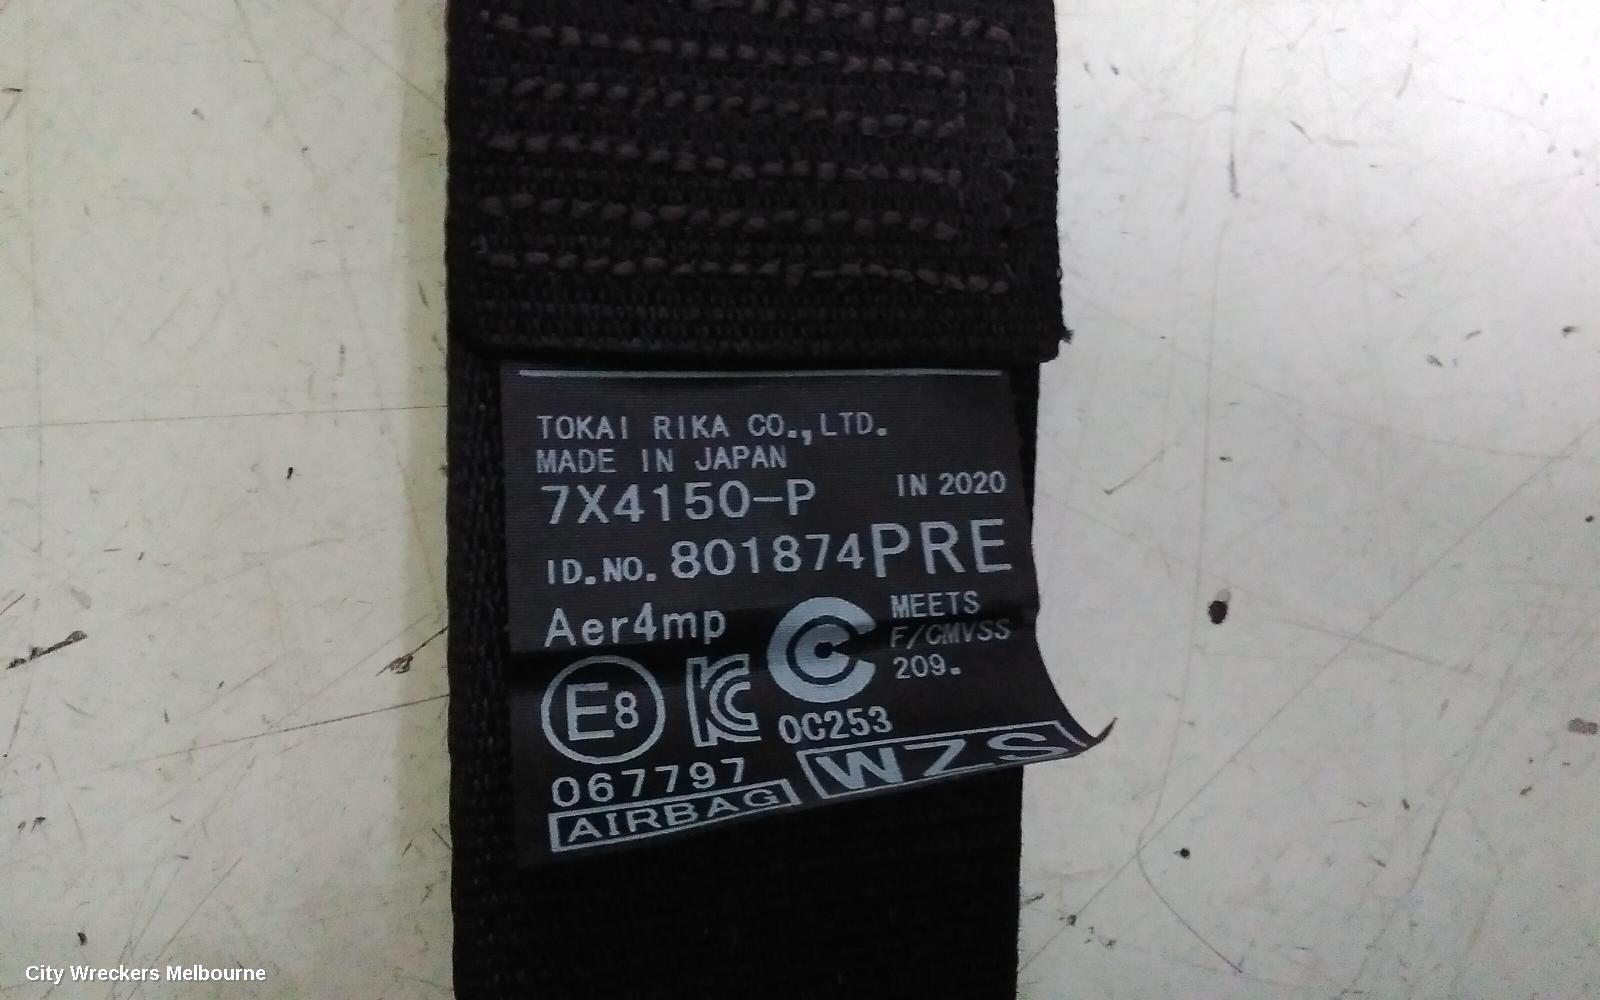 TOKAI RIKA CO.,LTD.
MADE IN JAPAN
7X4150-P IN 2020
ID.NO. 801874PRE
Aer4mp
MEETS
F/CMVSS
209.
E8
KC
C
0C253
067797
AIRBAG
WZS
City Wreckers Melbourne